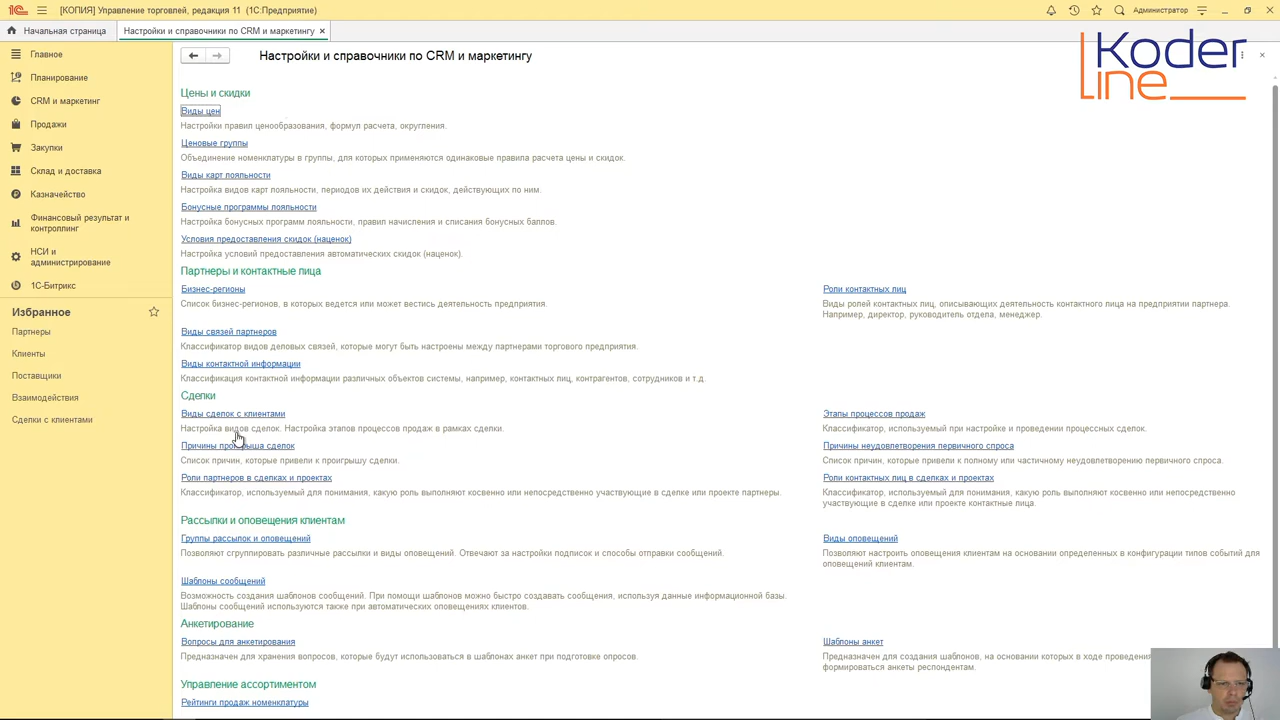 [КОПИЯ] Управление торговлей, редакция 11 (1С:Предприятие)
Администратор
Начальная страница
Настройки и справочники по CRM и маркетингу ×
Настройки и справочники по CRM и маркетингу
Koder
line
Главное
Планирование
CRM и маркетинг
Продажи
Закупки
Склад и доставка
Казначейство
Финансовый результат и
контроллинг
НСИ и
администрирование
1С-Битрикс
Избранное
Партнеры
Клиенты
Поставщики
Взаимодействия
Сделки с клиентами
Цены и скидки
Виды цен
Настройки правил ценообразования, формул расчета, округления.
Ценовые группы
Объединение номенклатуры в группы, для которых применяются одинаковые правила расчета цены и скидок.
Виды карт лояльности
Настройка видов карт лояльности, периодов их действия и скидок, действующих по ним.
Бонусные программы лояльности
Настройка бонусных программ лояльности, правил начисления и списания бонусных баллов.
Условия предоставления скидок (наценок)
Настройка условий предоставления автоматических скидок (наценок).
Партнеры и контактные лица
Бизнес-регионы
Список бизнес-регионов, в которых ведется или может вестись деятельность предприятия.
Роли контактных лиц
Виды ролей контактных лиц, описывающих деятельность контактного лица на предприятии партнера.
Например, директор, руководитель отдела, менеджер.
Виды связей партнеров
Классификатор видов деловых связей, которые могут быть настроены между партнерами торгового предприятия.
Виды контактной информации
Классификация контактной информации различных объектов системы, например, контактных лиц, контрагентов, сотрудников и т.д.
Сделки
Виды сделок с клиентами
Настройка видов сделок. Настройка этапов процессов продаж в рамках сделки.
Этапы процессов продаж
Классификатор, используемый при настройке и проведении процессных сделок.
Причины проигрыша сделок
Список причин, которые привели к проигрышу сделки.
Причины неудовлетворения первичного спроса
Список причин, которые привели к полному или частичному неудовлетворению первичного спроса.
Роли партнеров в сделках и проектах
Классификатор, используемый для понимания, какую роль выполняют косвенно или непосредственно участвующие в сделке или проекте партнеры.
Роли контактных лиц в сделках и проектах
Классификатор, используемый для понимания, какую роль выполняют косвенно или непосредственно
участвующие в сделке или проекте контактные лица.
Рассылки и оповещения клиентам
Группы рассылок и оповещений
Позволяют сгруппировать различные рассылки и виды оповещений. Отвечают за настройки подписок и способы отправки сообщений.
Виды оповещений
Позволяют настроить оповещения клиентам на основании определенных в конфигурации типов событий для
оповещений клиентам.
Шаблоны сообщений
Возможность создания шаблонов сообщений. При помощи шаблонов можно быстро создавать сообщения, используя данные информационной базы.
Шаблоны сообщений используются также при автоматических оповещениях клиентов.
Анкетирование
Вопросы для анкетирования
Предназначен для хранения вопросов, которые будут использоваться в шаблонах анкет при подготовке опросов.
Шаблоны анкет
Предназначен для создания шаблонов, на основании которых в ходе проведени
формироваться анкеты респондентам.
Управление ассортиментом
Рейтинги продаж номенклатуры